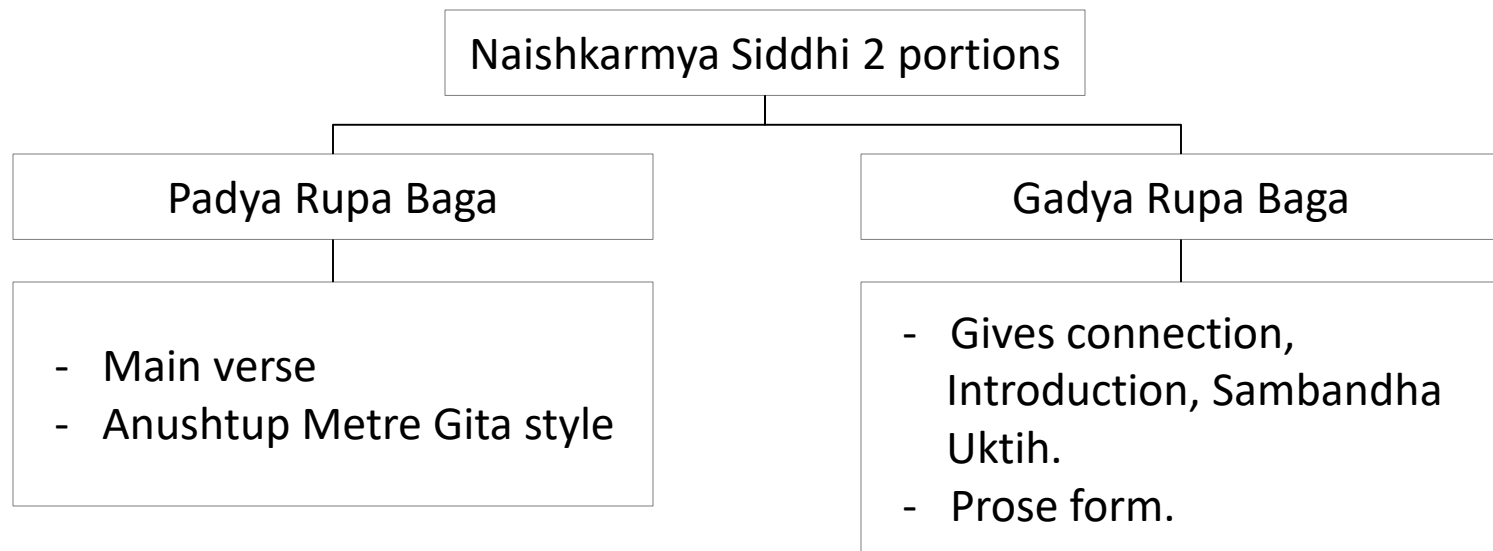 Naishkarmya Siddhi 2 portions
Padya Rupa Baga
Gadya Rupa Baga
- Main verse
- Anushtup Metre Gita style
- Gives connection,
Introduction, Sambandha
Uktih.
- Prose form.